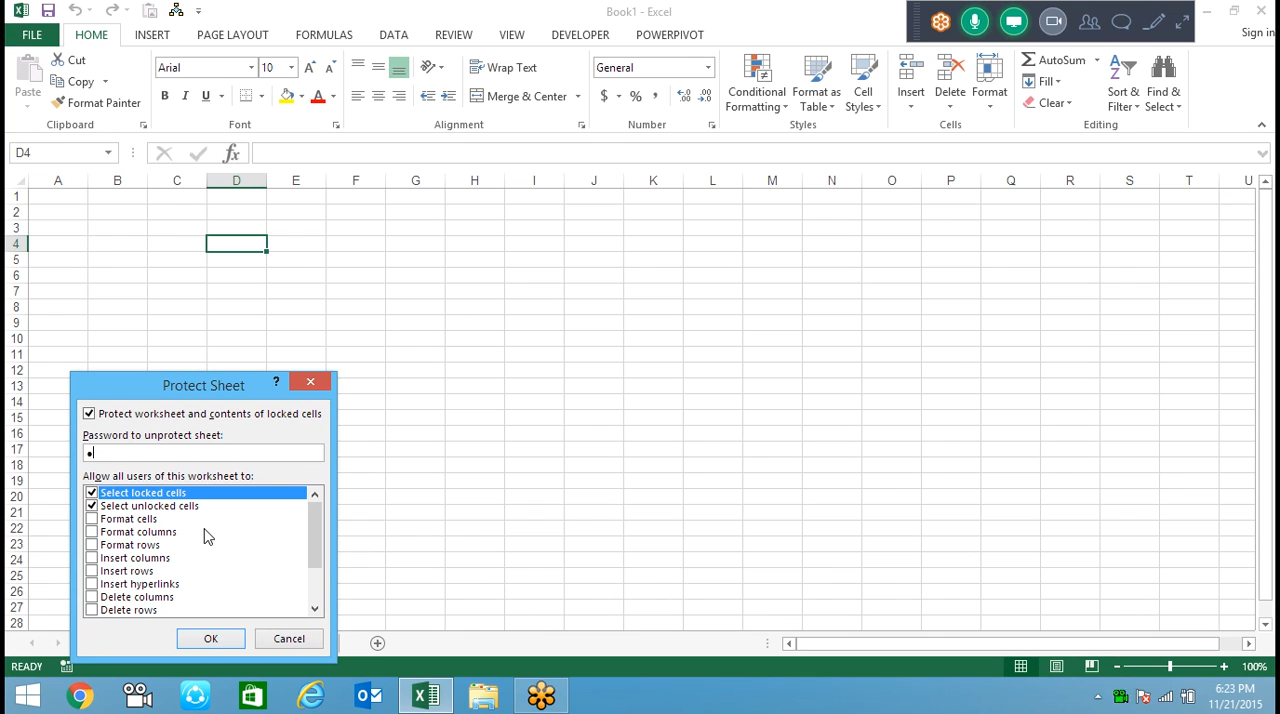 Book1 - Excel
FILE HOME INSERT PAGE LAYOUT FORMULAS DATA REVIEW VIEW DEVELOPER POWERPIVOT Sign in
Paste
Cut
Copy
Format Painter
Clipboard
Arial 10
B I U
Font
Wrap Text
Merge & Center
Alignment
General
$ % ,
Number
Conditional Formatting
Format as Table
Cell Styles
Styles
Insert
Delete
Format
Cells
AutoSum
Fill
Clear
Sort & Filter
Find & Select
Editing
D4
fx
A B C D E F G H I J K L M N O P Q R S T U
1
2
3
4
5
6
7
8
9
10
11
12
13
14
15
16
17
18
19
20
21
22
23
24
25
26
27
28
Protect Sheet
?
Protect worksheet and contents of locked cells
Password to unprotect sheet:
Allow all users of this worksheet to:
Select locked cells
Select unlocked cells
Format cells
Format columns
Format rows
Insert columns
Insert rows
Insert hyperlinks
Delete columns
Delete rows
OK Cancel
READY
100%
6:23 PM
11/21/2015